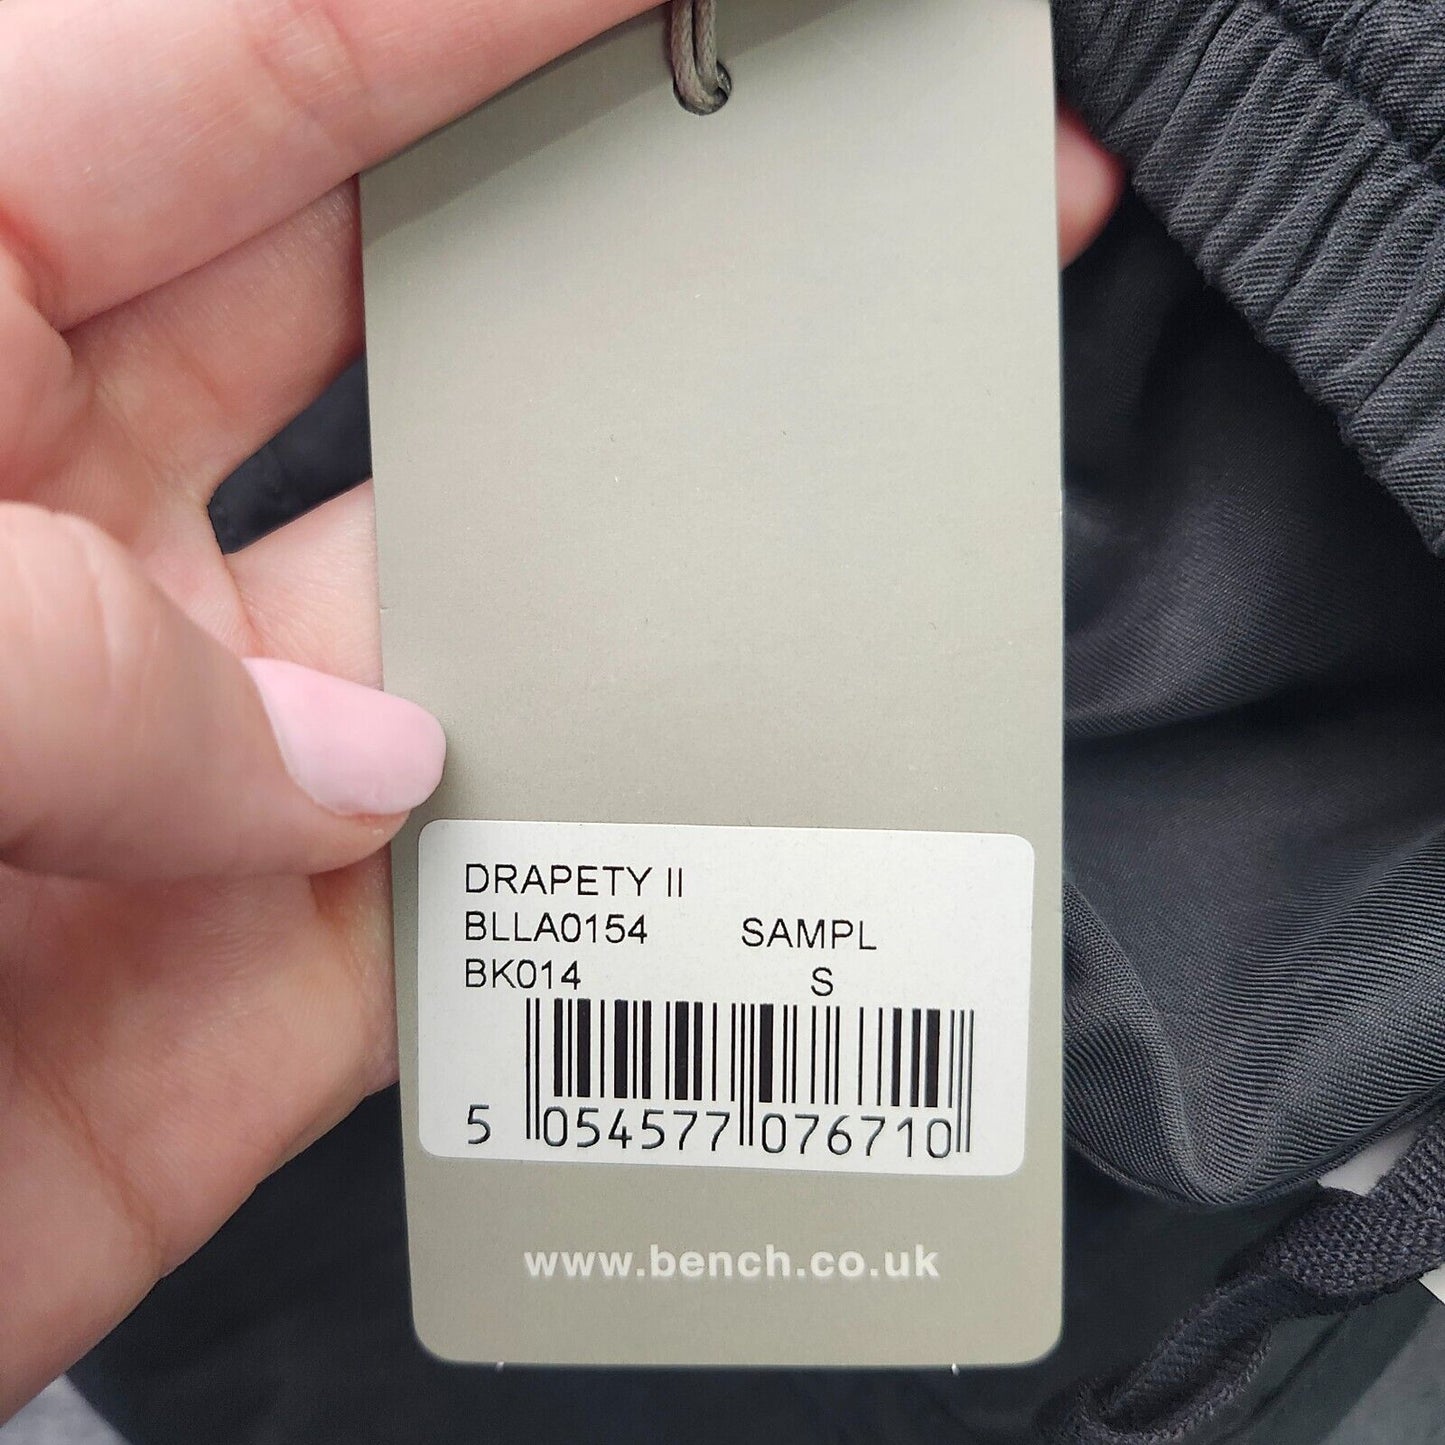 DRAPETY II
BLLA0154 SAMPL
BK014 S
5 054577 076710
www.bench.co.uk